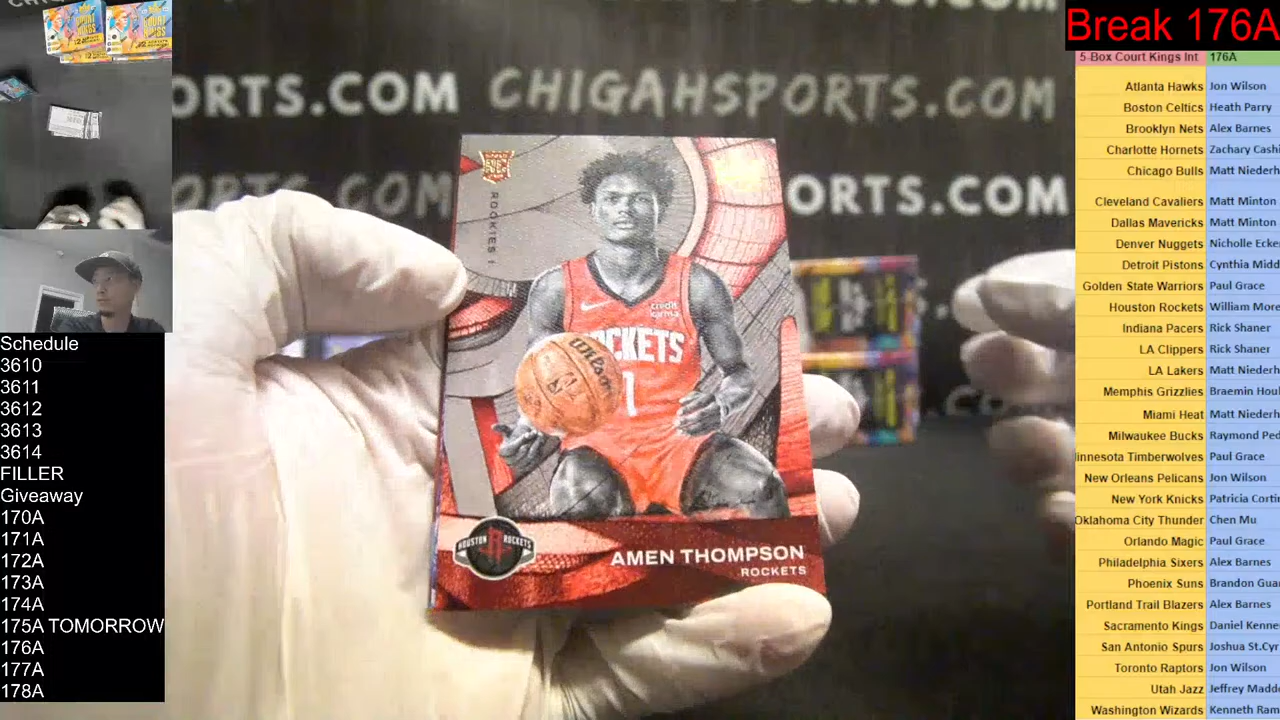 Break 176A
5-Box Court Kings Int 176A
Atlanta Hawks Jon Wilson
Boston Celtics Heath Parry
Brooklyn Nets Alex Barnes
Charlotte Hornets Zachary Cashi
Chicago Bulls Matt Niederh
Cleveland Cavaliers Matt Minton
Dallas Mavericks Matt Minton
Denver Nuggets Nicholle Ecke
Detroit Pistons Cynthia Midd
Golden State Warriors Paul Grace
Houston Rockets William More
Indiana Pacers Rick Shaner
LA Clippers Rick Shaner
LA Lakers Matt Niederh
Memphis Grizzlies Braemin Houl
Miami Heat Matt Niederh
Milwaukee Bucks Raymond Ped
innesota Timberwolves Paul Grace
New Orleans Pelicans Jon Wilson
New York Knicks Patricia Cortin
Oklahoma City Thunder Chen Mu
Orlando Magic Paul Grace
Philadelphia Sixers Alex Barnes
Phoenix Suns Brandon Gua
Portland Trail Blazers Alex Barnes
Sacramento Kings Daniel Kenne
San Antonio Spurs Joshua St.Cyr
Toronto Raptors Jon Wilson
Utah Jazz Jeffrey Madd
Washington Wizards Kenneth Ram
ORTS.COM CHIGAHSPORTS.COM
ORTS.COM
ROOKIES I
credit
karma
ROCKETS
1
Wilson
HOUSTON ROCKETS
AMEN THOMPSON
ROCKETS
Schedule
3610
3611
3612
3613
3614
FILLER
Giveaway
170A
171A
172A
173A
174A
175A TOMORROW
176A
177A
178A